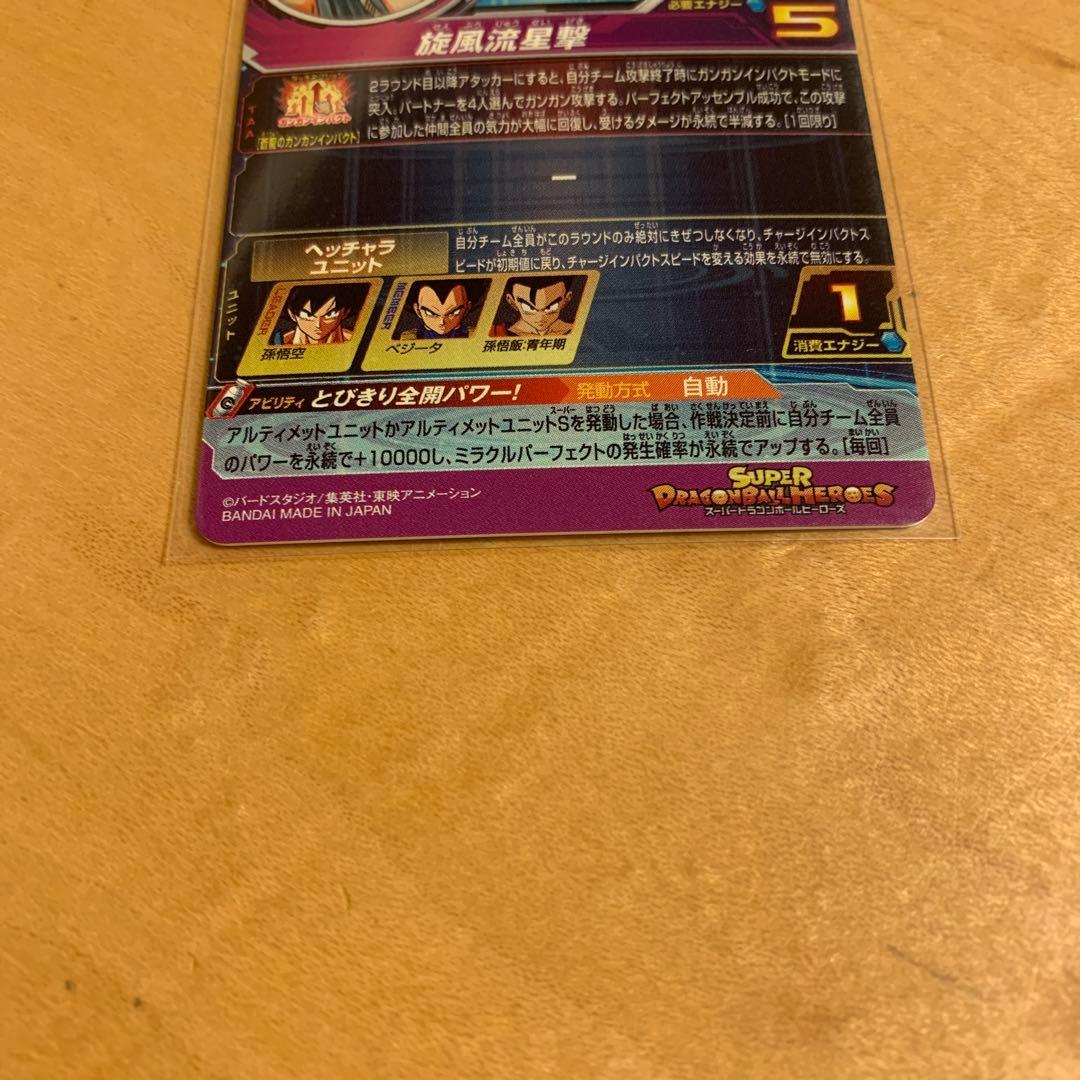 必要エナジー
5
旋風流星撃
TAA
ガンガンインパクト
2ラウンド目以降アタッカーにすると、自分チーム攻撃終了時にガンガンインパクトモードに
突入。パートナーを4人選んでガンガン攻撃する。パーフェクトアッセンブル成功で、この攻撃
に参加した仲間全員の気力が大幅に回復し、受けるダメージが永続で半減する。[1回限り]
ー
ユニット
ヘッチャラ
ユニット
自分チーム全員がこのラウンドのみ絶対にきぜつしなくなり、チャージインパクトス
ピードが初期値に戻り、チャージインパクトスピードを変える効果を永続で無効にする。
LEADER
孫悟空
MEMBER
ベジータ
孫悟飯:青年期
1
消費エナジー
アビリティ とびきり全開パワー! 発動方式 自動
アルティメットユニットかアルティメットユニットSを発動した場合、作戦決定前に自分チーム全員
のパワーを永続で+10000し、ミラクルパーフェクトの発生確率が永続でアップする。[毎回]
©バードスタジオ/集英社・東映アニメーション
BANDAI MADE IN JAPAN
SUPER
DRAGONBALL HEROES
スーパードラゴンボールヒーローズ